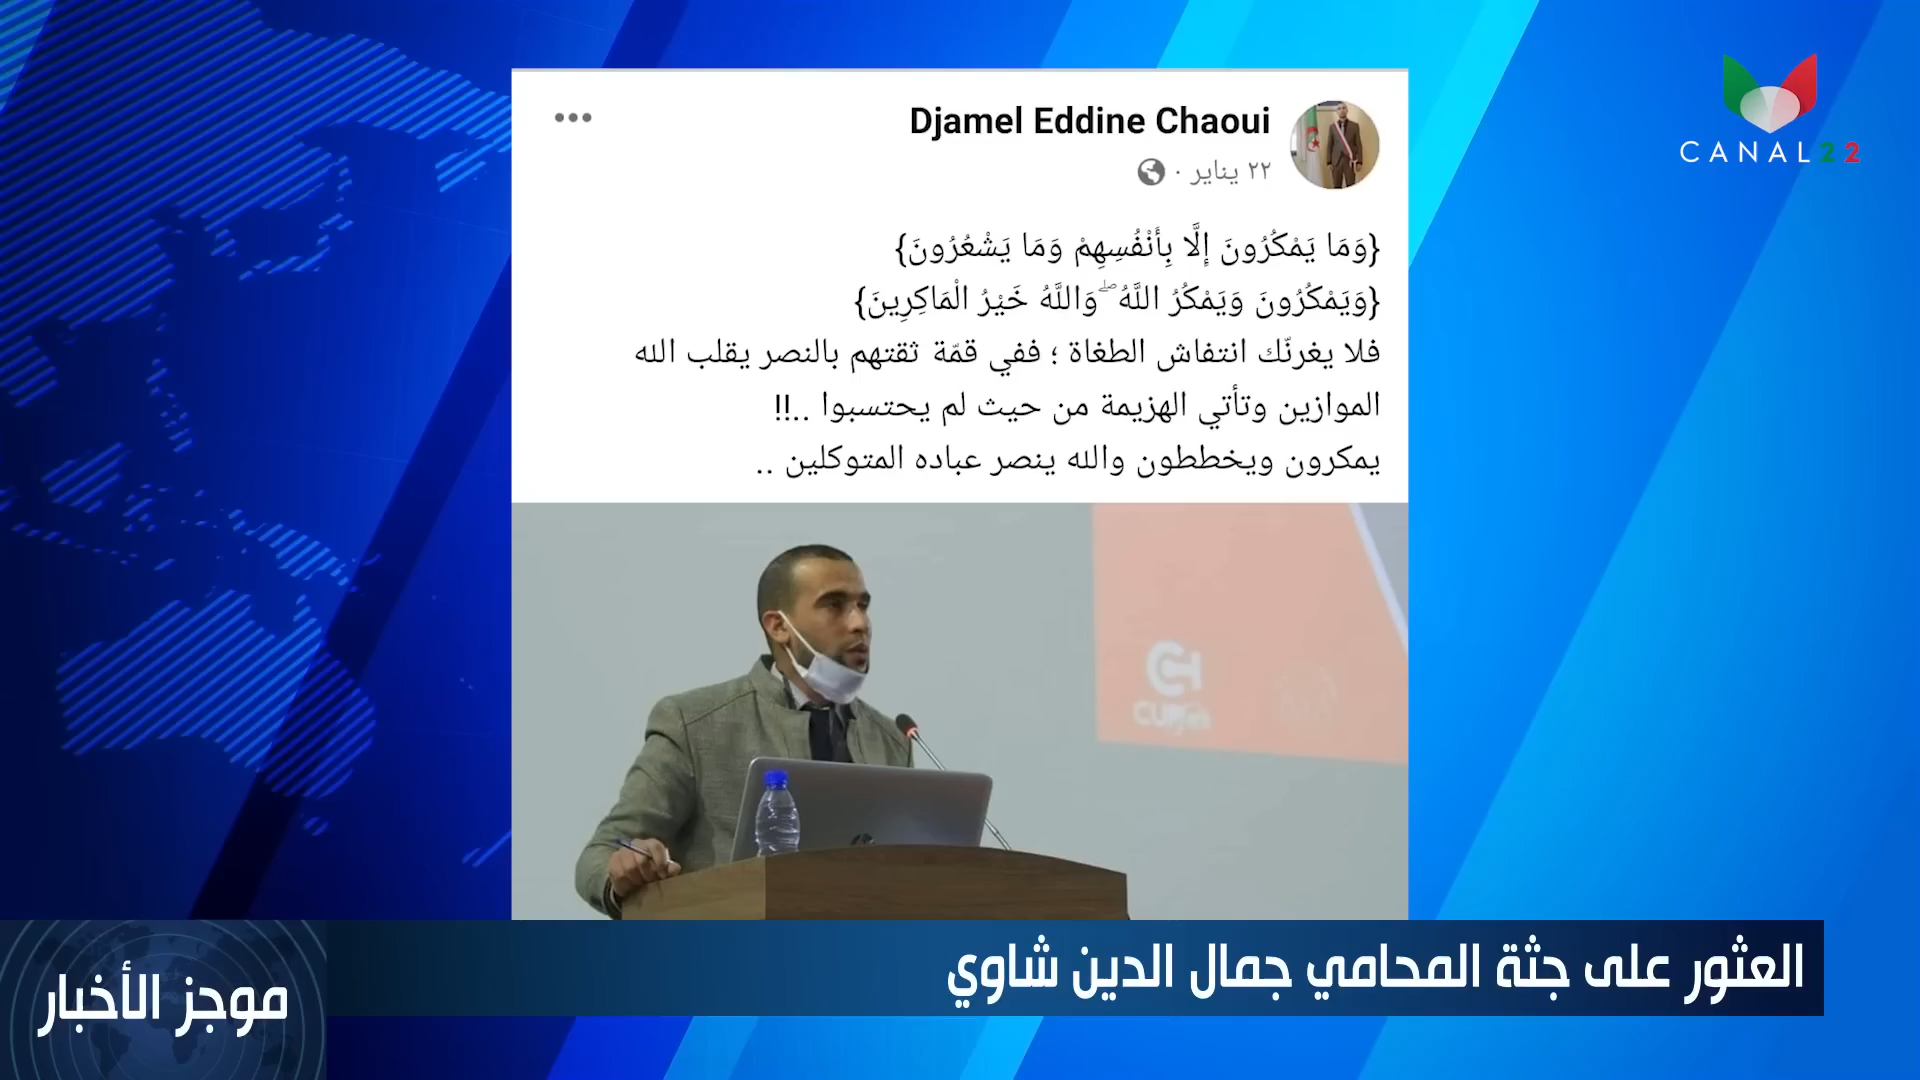 CANAL 22
Djamel Eddine Chaoui
٢٢ يناير ·
{وَمَا يَمْكُرُونَ إِلَّا بِأَنْفُسِهِمْ وَمَا يَشْعُرُونَ}
{وَيَمْكُرُونَ وَيَمْكُرُ اللَّهُ ۖ وَاللَّهُ خَيْرُ الْمَاكِرِينَ}
فلا يغرنّك انتفاش الطغاة ؛ ففي قمّة ثقتهم بالنصر يقلب الله
الموازين وتأتي الهزيمة من حيث لم يحتسبوا ..!!
يمكرون ويخططون والله ينصر عباده المتوكلين ..
العثور على جثة المحامي جمال الدين شاوي
موجز الأخبار